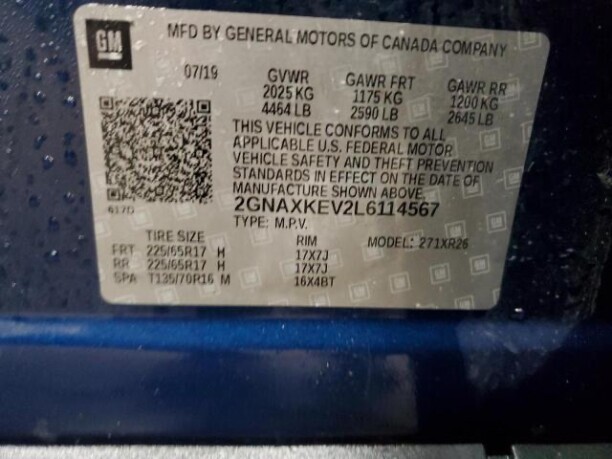 GM
MFD BY GENERAL MOTORS OF CANADA COMPANY
07/19 GVWR GAWR FRT GAWR RR
2025 KG 1175 KG 1200 KG
4464 LB 2590 LB 2645 LB
THIS VEHICLE CONFORMS TO ALL
APPLICABLE U.S. FEDERAL MOTOR
VEHICLE SAFETY AND THEFT PREVENTION
STANDARDS IN EFFECT ON THE DATE OF
MANUFACTURE SHOWN ABOVE.
617D 2GNAXKEV2L6114567
TYPE: M.P.V.
TIRE SIZE RIM MODEL: 271XR26
FRT 225/65R17 H 17X7J
RR 225/65R17 H 17X7J
SPA T135/70R16 M 16X4BT